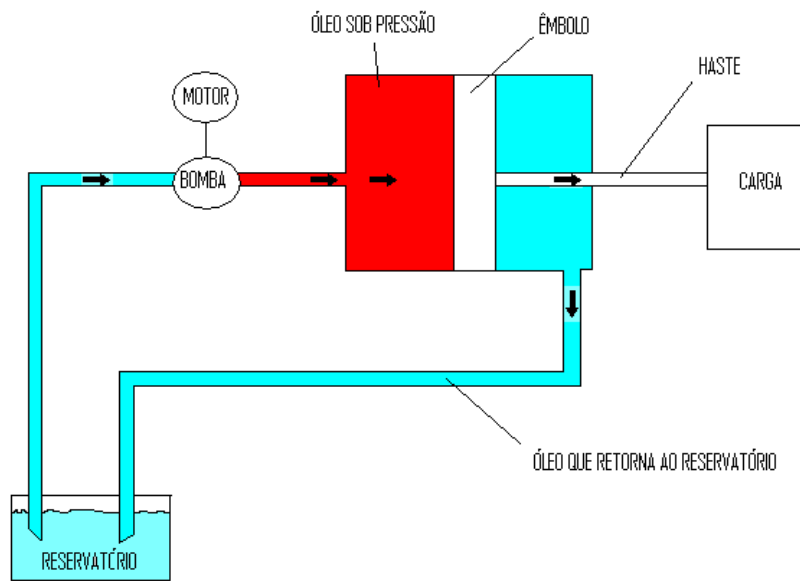 ÓLEO SOB PRESSÃO
ÊMBOLO
HASTE
MOTOR
BOMBA
CARGA
ÓLEO QUE RETORNA AO RESERVATÓRIO
RESERVATÓRIO